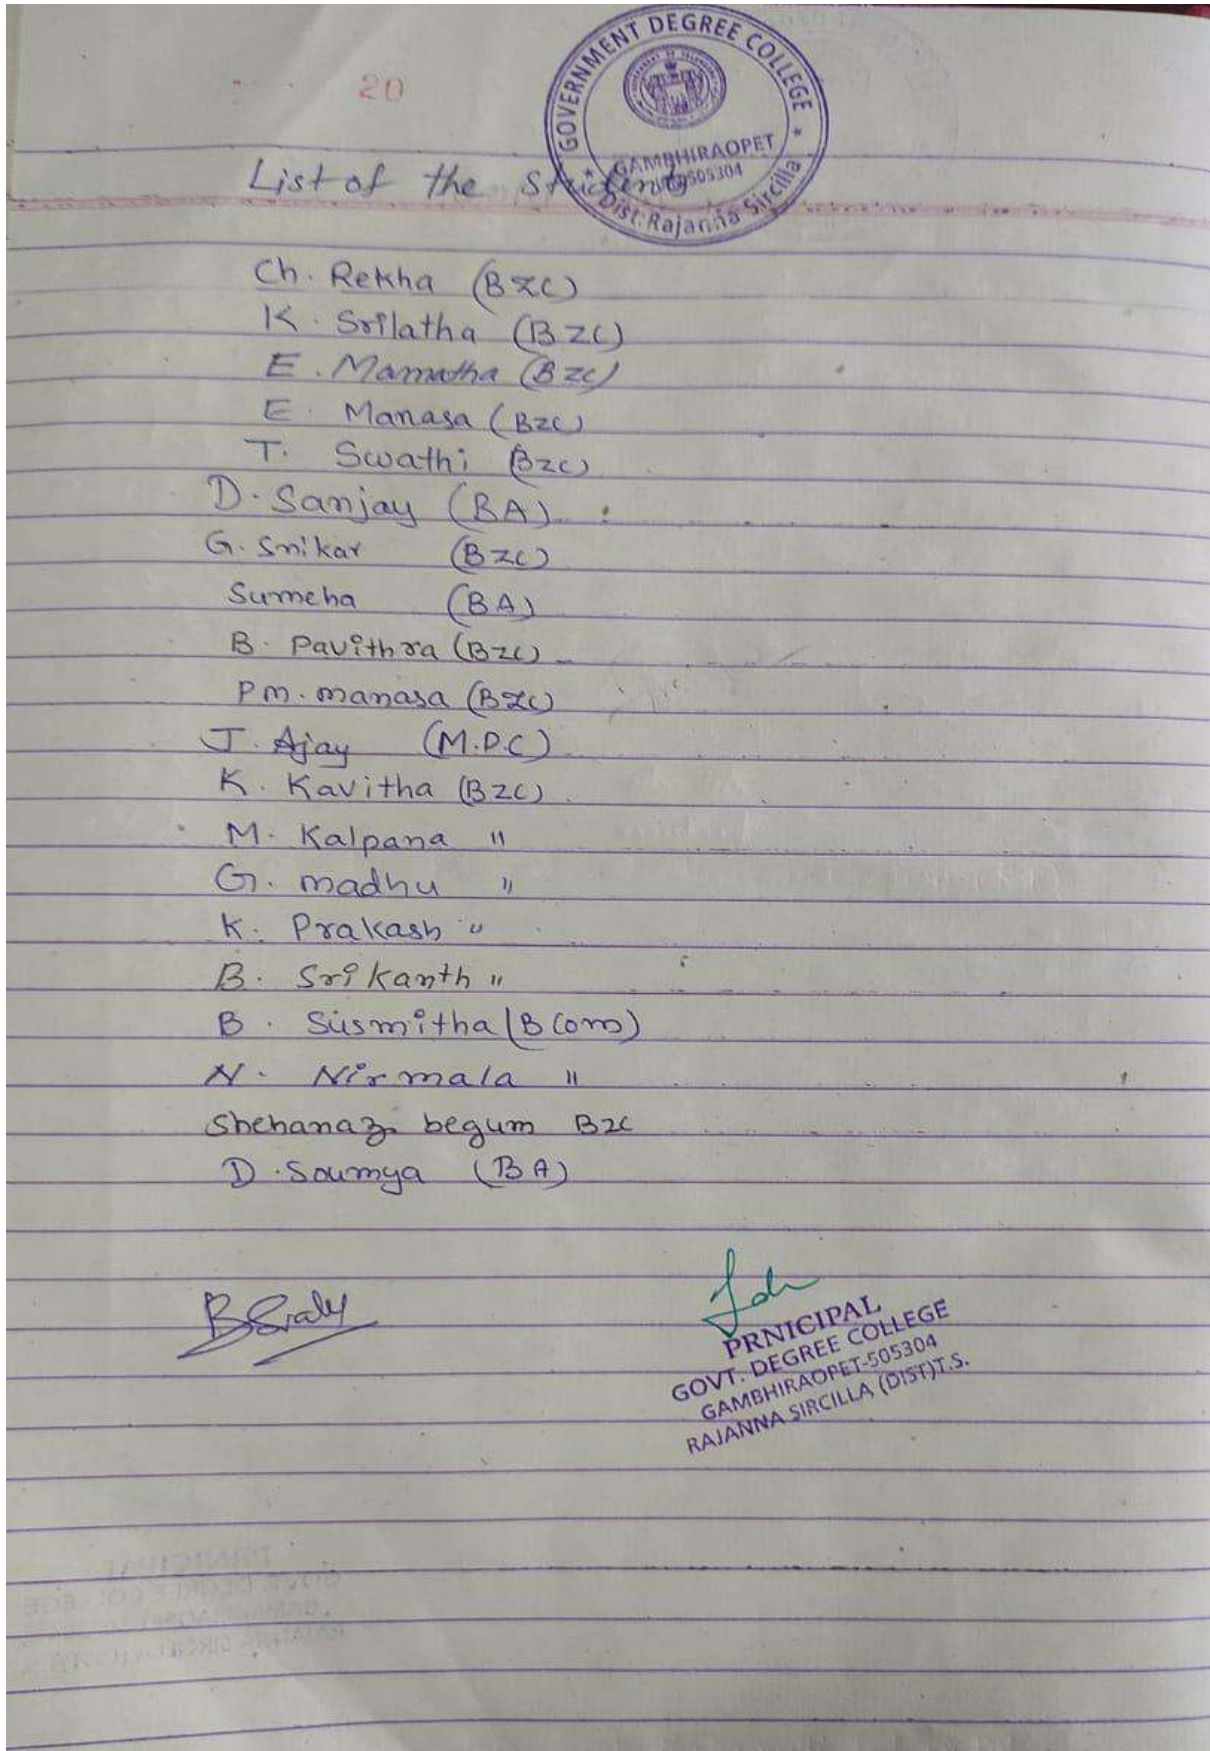 20
GOVERNMENT DEGREE COLLEGE
GAMBHIRAOPET
505304
Dist. Rajanna Sircilla
List of the Students
Ch. Rekha (BZC)
K. Srilatha (BZC)
E. Mamatha (BZC)
E. Manasa (BZC)
T. Swathi (BZC)
D. Sanjay (BA)
G. Srikar (BZC)
Sumeha (BA)
B. Pavithra (BZC)
Pm. manasa (BZC)
J. Ajay (M.P.C)
K. Kavitha (BZC)
M. Kalpana "
G. madhu "
K. Prakash "
B. Srikanth "
B. Susmitha (BCom)
N. Nirmala "
Shehanaz begum BZC
D. Soumya (BA)
PRNICIPAL
GOVT. DEGREE COLLEGE
GAMBHIRAOPET-505304
RAJANNA SIRCILLA (DIST)T.S.